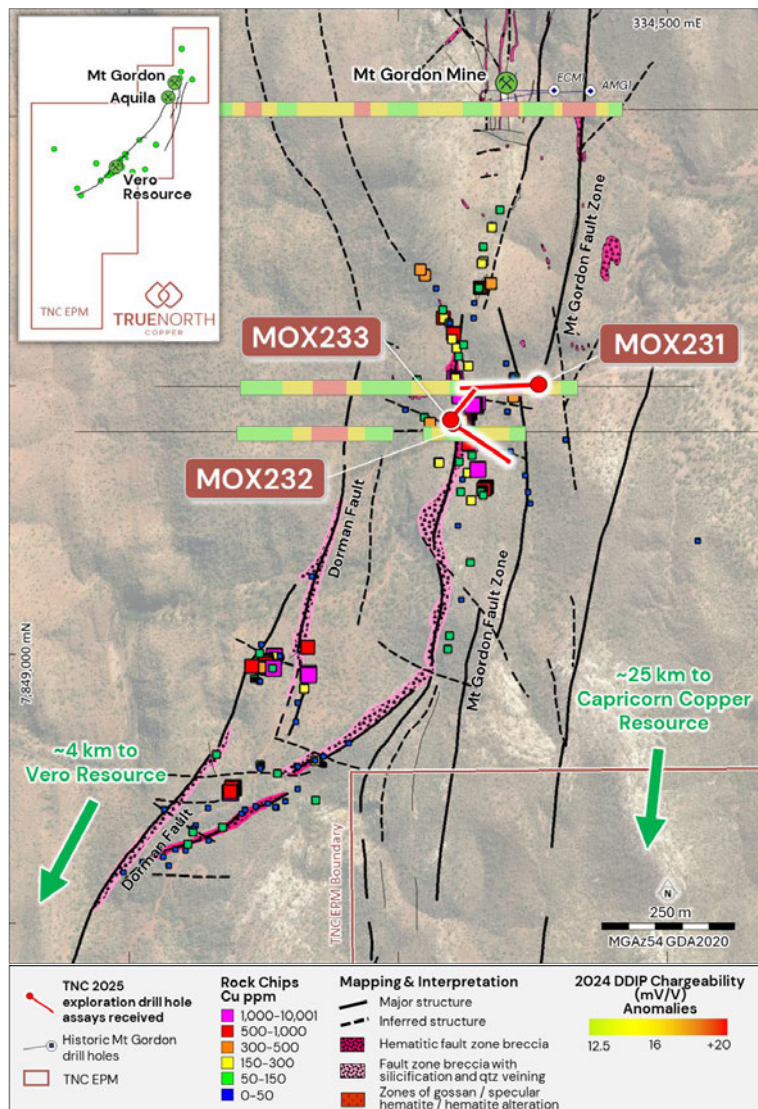 334,500 mE
Mt Gordon
Aquila
Vero
Resource
TNC EPM
TRUENORTH
COPPER
Mt Gordon Mine
ECM1
AMG1
Mt Gordon Fault Zone
MOX233
MOX231
MOX232
Dorman Fault
Mt Gordon Fault Zone
7,849,000 mN
~25 km to
Capricorn Copper
Resource
~4 km to
Vero Resource
Dorman Fault
TNC EPM Boundary
N
250 m
MGAz54 GDA2020
TNC 2025
exploration drill hole
assays received
Historic Mt Gordon
drill holes
TNC EPM
Rock Chips
Cu ppm
1,000-10,001
500-1,000
300-500
150-300
50-150
0-50
Mapping & Interpretation
Major structure
Inferred structure
Hematitic fault zone breccia
Fault zone breccia with
silicification and qtz veining
Zones of gossan / specular
hematite / hematite alteration
2024 DDIP Chargeability
(mV/V)
Anomalies
12.5 16 +20